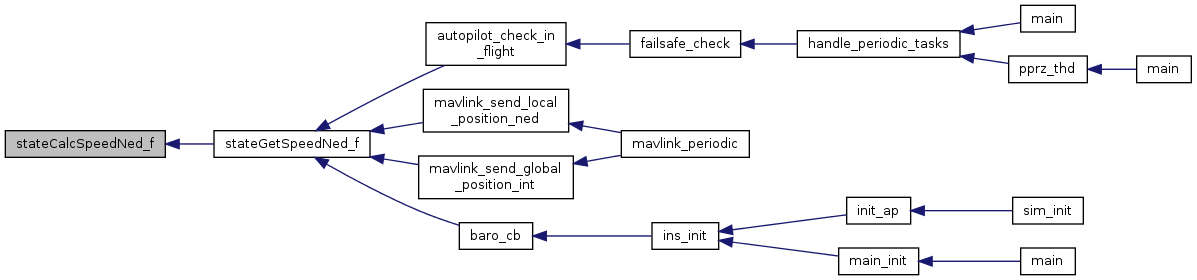 stateCalcSpeedNed_f
stateGetSpeedNed_f
autopilot_check_in
_flight
failsafe_check
handle_periodic_tasks
main
pprz_thd
main
mavlink_send_local
_position_ned
mavlink_periodic
mavlink_send_global
_position_int
baro_cb
ins_init
init_ap
sim_init
main_init
main